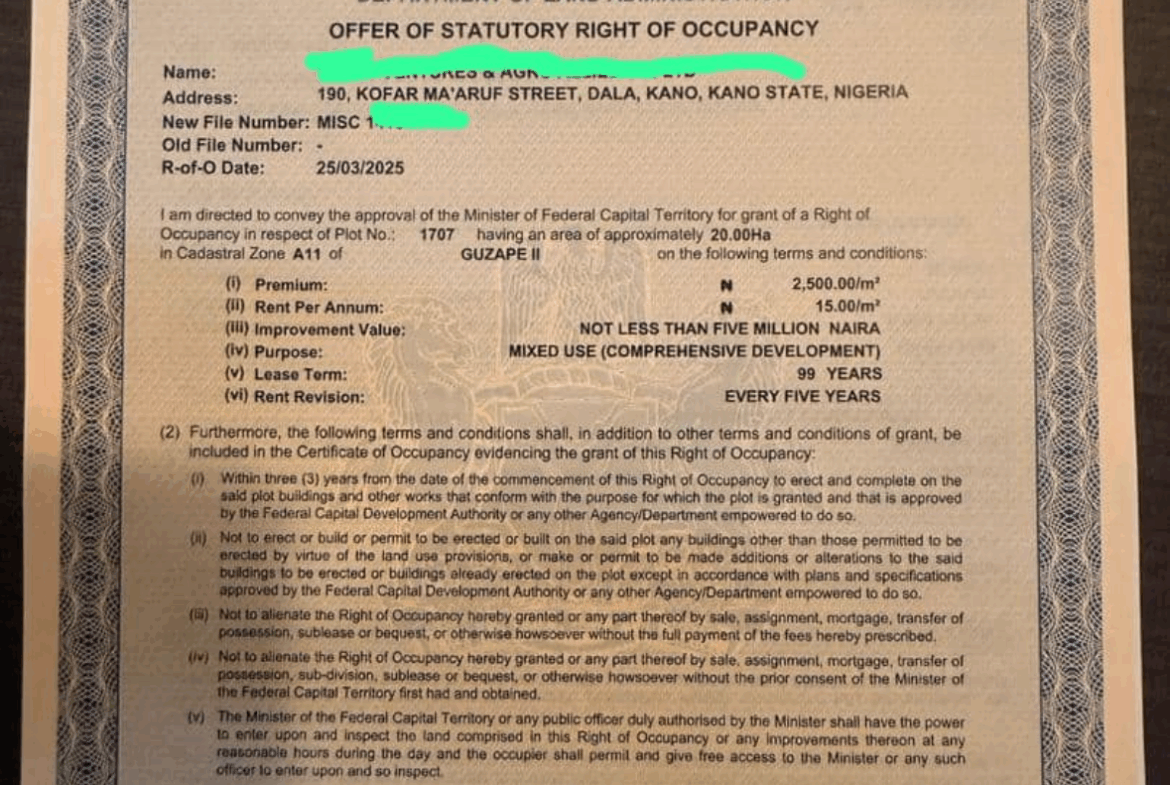 OFFER OF STATUTORY RIGHT OF OCCUPANCY
Name:
Address: 190, KOFAR MA'ARUF STREET, DALA, KANO, KANO STATE, NIGERIA
New File Number: MISC
Old File Number: -
R-of-O Date: 25/03/2025
I am directed to convey the approval of the Minister of Federal Capital Territory for grant of a Right of
Occupancy in respect of Plot No.: 1707 having an area of approximately 20.00Ha
in Cadastral Zone A11 of GUZAPE II on the following terms and conditions:
(i) Premium: ₦ 2,500.00/m²
(ii) Rent Per Annum: ₦ 15.00/m²
(iii) Improvement Value: NOT LESS THAN FIVE MILLION NAIRA
(iv) Purpose: MIXED USE (COMPREHENSIVE DEVELOPMENT)
(v) Lease Term: 99 YEARS
(vi) Rent Revision: EVERY FIVE YEARS
(2) Furthermore, the following terms and conditions shall, in addition to other terms and conditions of grant, be
included in the Certificate of Occupancy evidencing the grant of this Right of Occupancy:
(i) Within three (3) years from the date of the commencement of this Right of Occupancy to erect and complete on the
said plot buildings and other works that conform with the purpose for which the plot is granted and that is approved
by the Federal Capital Development Authority or any other Agency/Department empowered to do so.
(ii) Not to erect or build or permit to be erected or built on the said plot any buildings other than those permitted to be
erected by virtue of the land use provisions, or make or permit to be made additions or alterations to the said
buildings to be erected or buildings already erected on the plot except in accordance with plans and specifications
approved by the Federal Capital Development Authority or any other Agency/Department empowered to do so.
(iii) Not to alienate the Right of Occupancy hereby granted or any part thereof by sale, assignment, mortgage, transfer of
possession, sublease or bequest, or otherwise howsoever without the full payment of the fees hereby prescribed.
(iv) Not to alienate the Right of Occupancy hereby granted or any part thereof by sale, assignment, mortgage, transfer of
possession, sub-division, sublease or bequest, or otherwise howsoever without the prior consent of the Minister of
the Federal Capital Territory first had and obtained.
(v) The Minister of the Federal Capital Territory or any public officer duly authorised by the Minister shall have the power
to enter upon and inspect the land comprised in this Right of Occupancy or any improvements thereon at any
reasonable hours during the day and the occupier shall permit and give free access to the Minister or any such
officer to enter upon and so inspect.